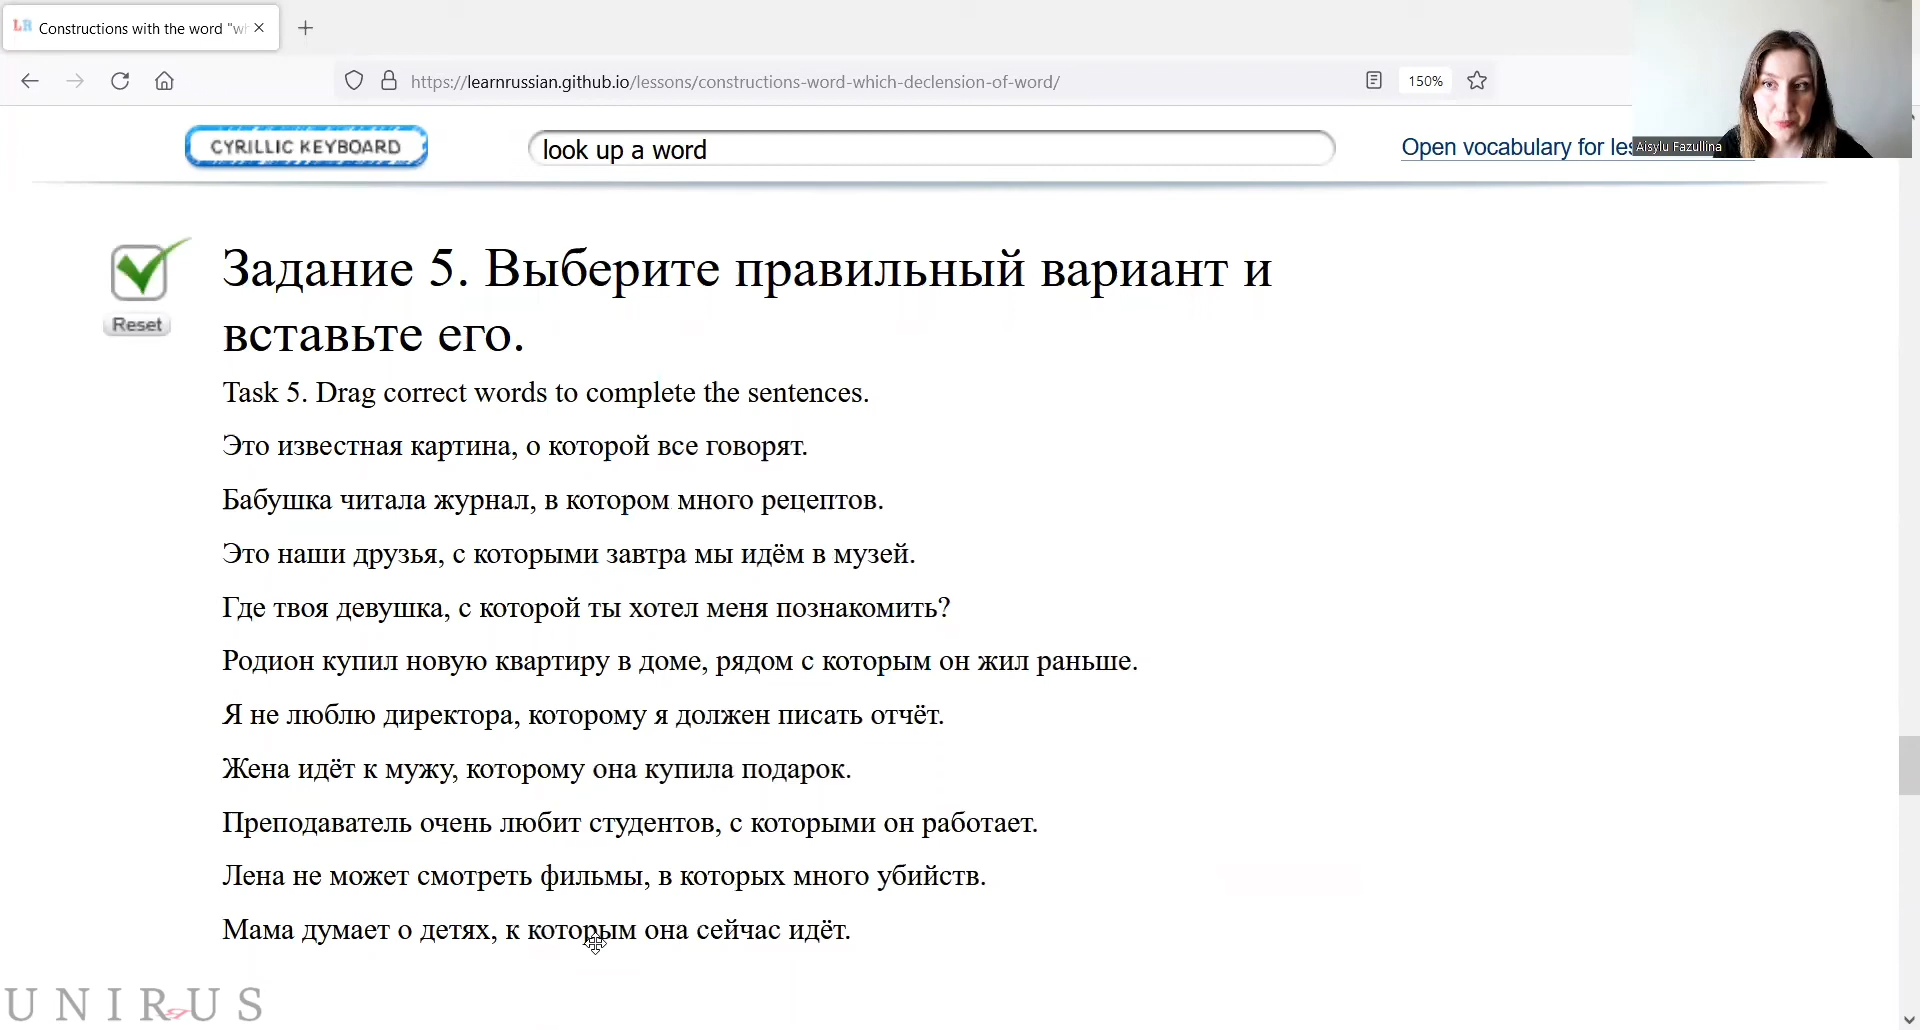 LR Constructions with the word "wh
https://learnrussian.github.io/lessons/constructions-word-which-declension-of-word/
150%
CYRILLIC KEYBOARD
look up a word
Open vocabulary for les
Aisylu Fazullina
Reset
Задание 5. Выберите правильный вариант и
вставьте его.
Task 5. Drag correct words to complete the sentences.
Это известная картина, о которой все говорят.
Бабушка читала журнал, в котором много рецептов.
Это наши друзья, с которыми завтра мы идём в музей.
Где твоя девушка, с которой ты хотел меня познакомить?
Родион купил новую квартиру в доме, рядом с которым он жил раньше.
Я не люблю директора, которому я должен писать отчёт.
Жена идёт к мужу, которому она купила подарок.
Преподаватель очень любит студентов, с которыми он работает.
Лена не может смотреть фильмы, в которых много убийств.
Мама думает о детях, к которым она сейчас идёт.
UNIRUS